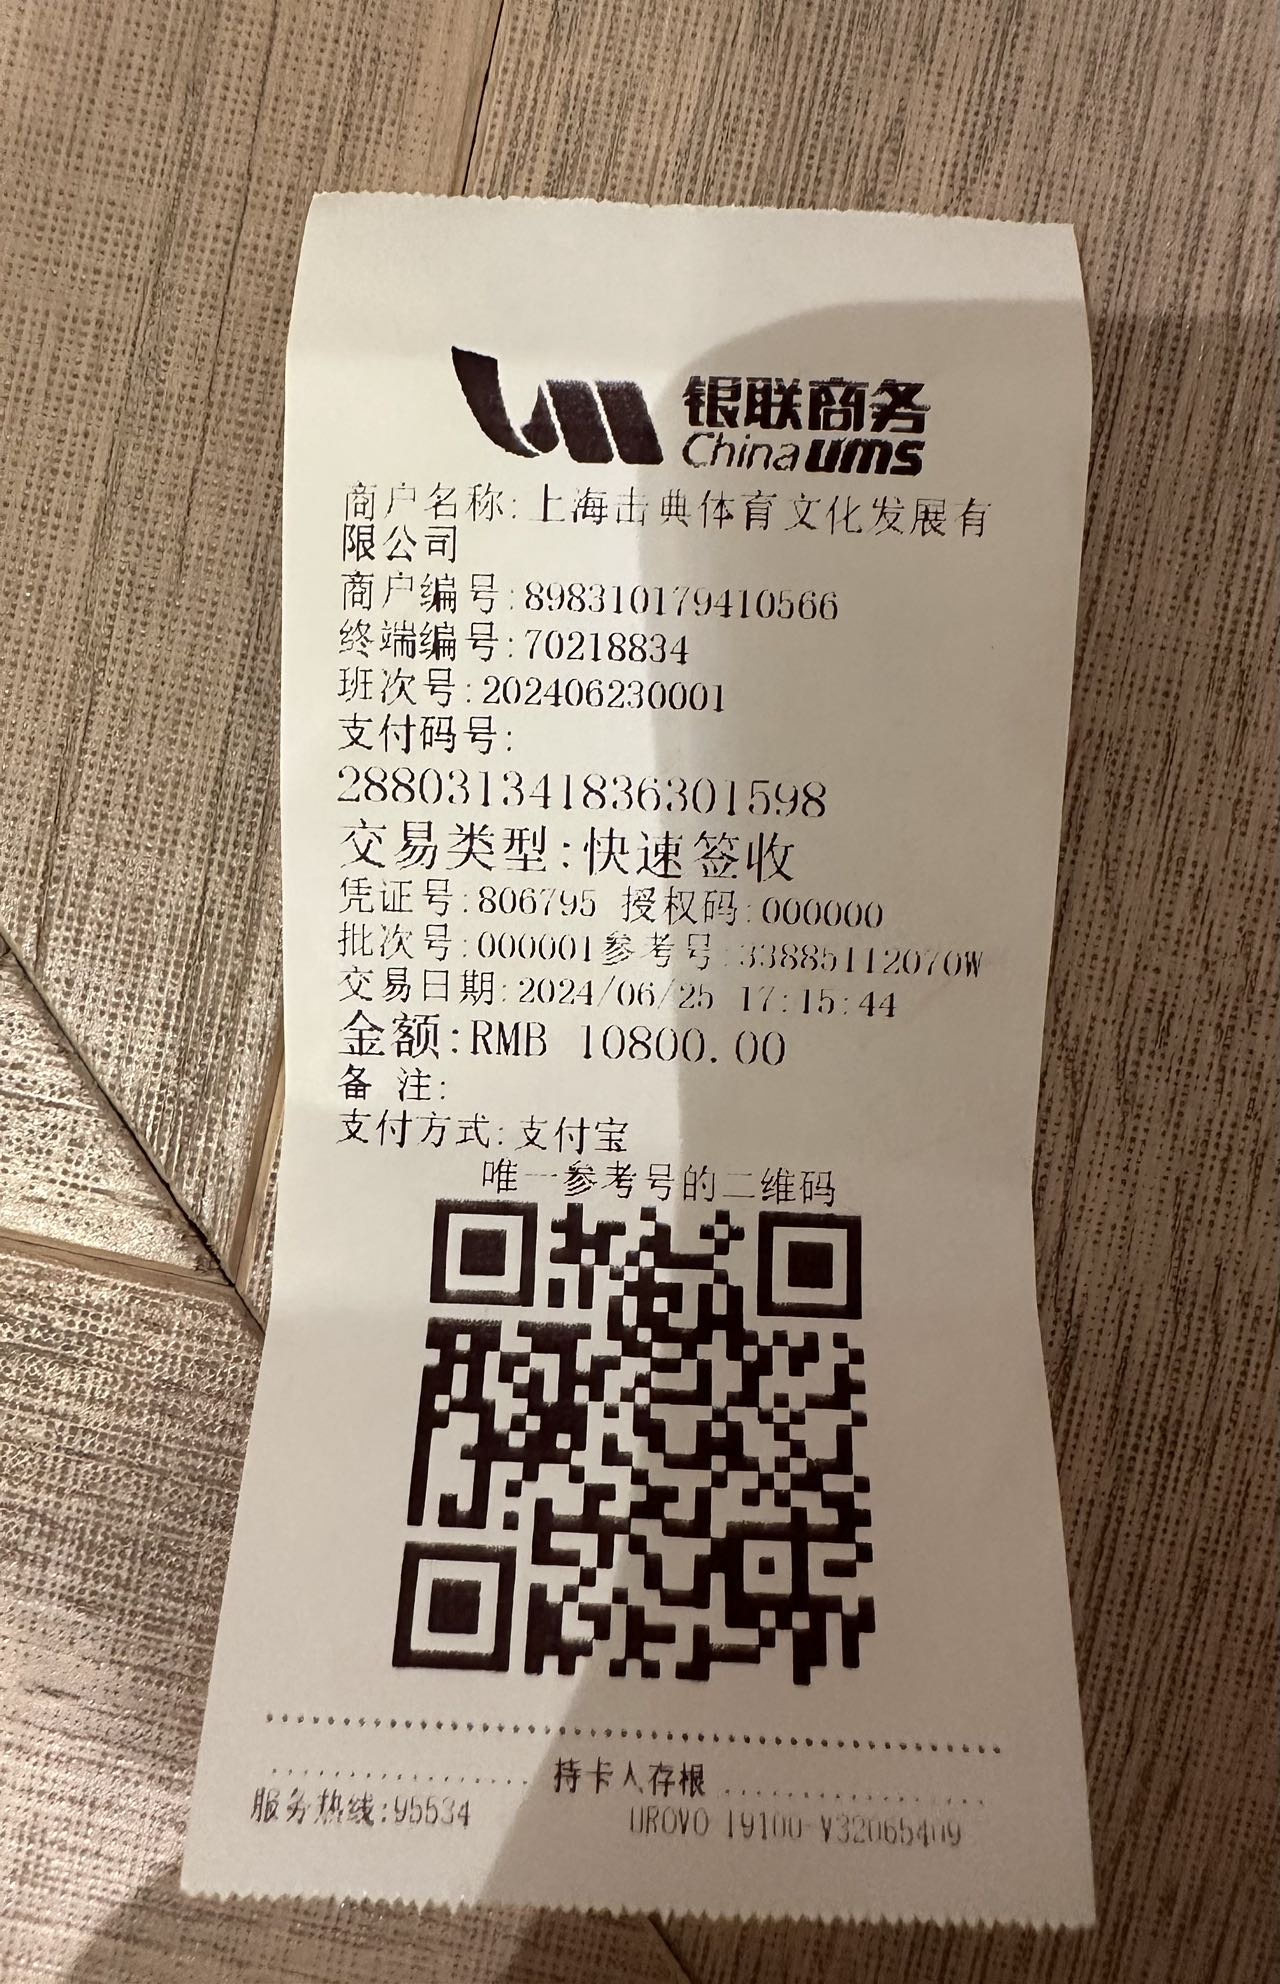 银联商务
Chinaums
商户名称:上海击典体育文化发展有
限公司
商户编号:898310179410566
终端编号:70218834
班次号:202406230001
支付码号:
288031341836301598
交易类型:快速签收
凭证号:806795 授权码:000000
批次号:000001参考号:33885112070W
交易日期:2024/06/25 17:15:44
金额:RMB 10800.00
备 注:
支付方式:支付宝
唯一参考号的二维码
持卡人存根
服务热线:95534
UROVO I9100-V32065409